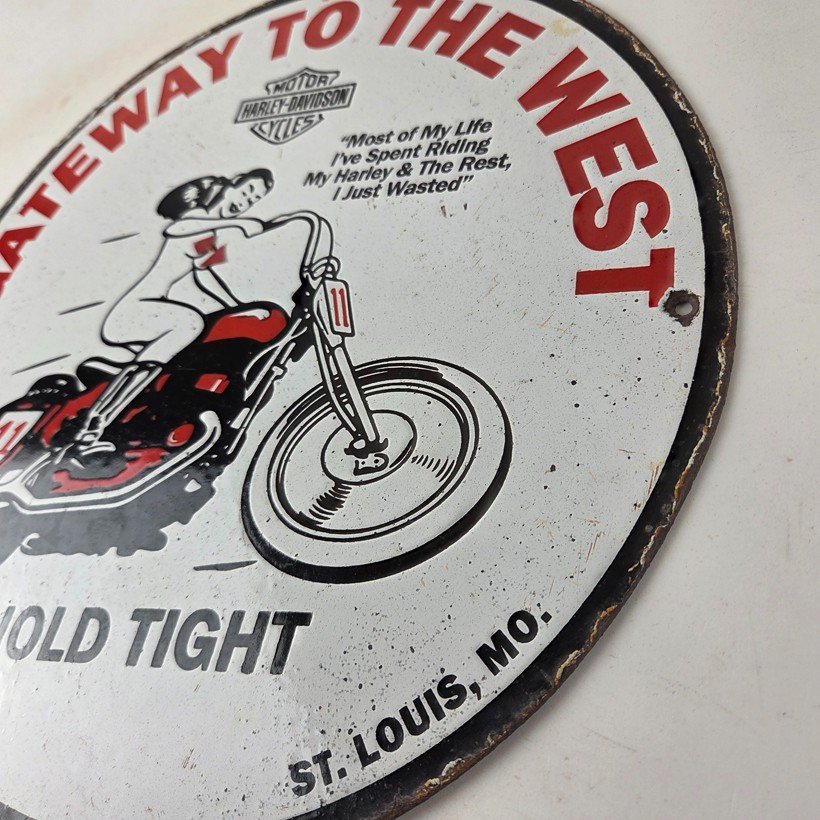 GATEWAY TO THE WEST
MOTOR
HARLEY-DAVIDSON
CYCLES
"Most of My Life
I've Spent Riding
My Harley & The Rest,
I Just Wasted"
11
11
HOLD TIGHT
ST. LOUIS, MO.